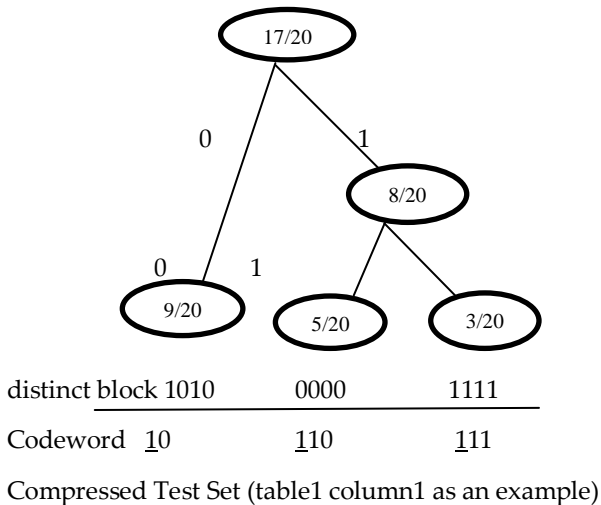 17/20
0 1
8/20
0 1
9/20 5/20 3/20
distinct block 1010 0000 1111
Codeword 10 110 111
Compressed Test Set (table1 column1 as an example)